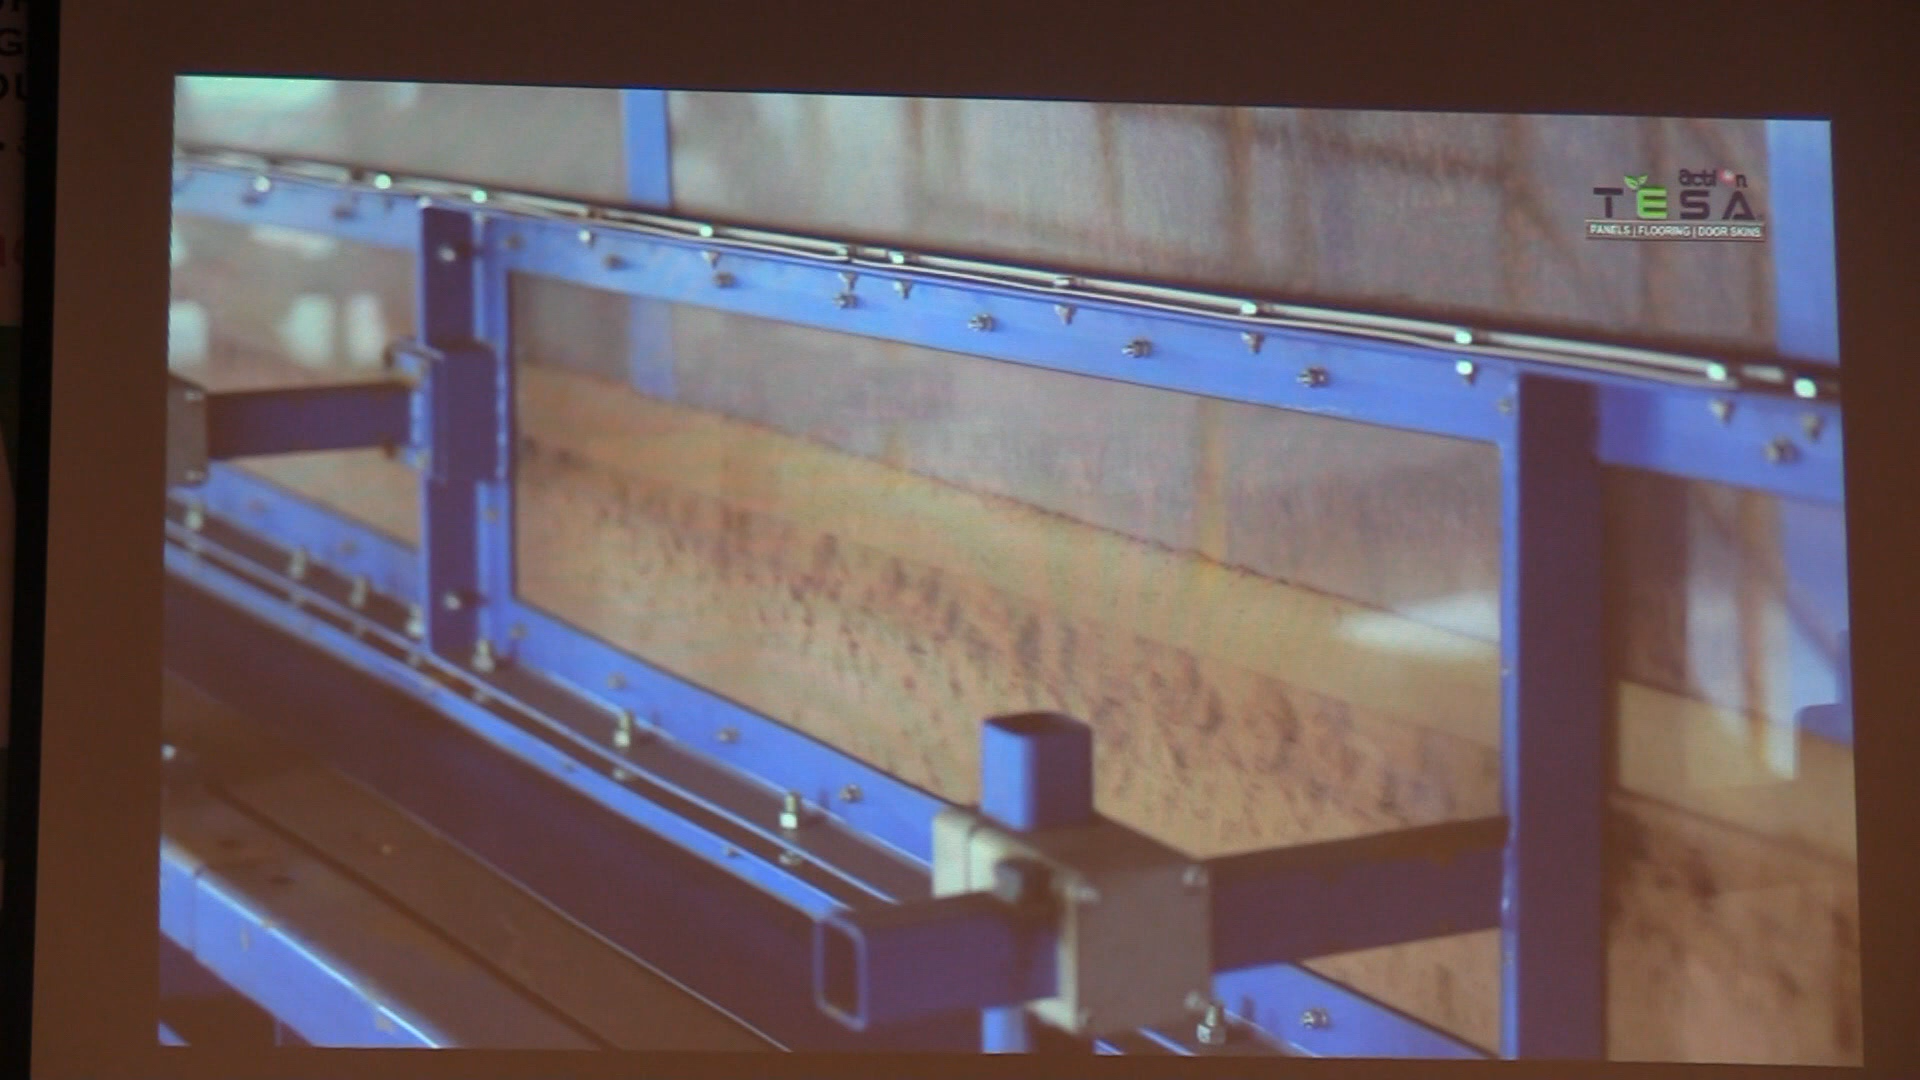 action
TESA
PANELS | FLOORING | DOOR SKINS